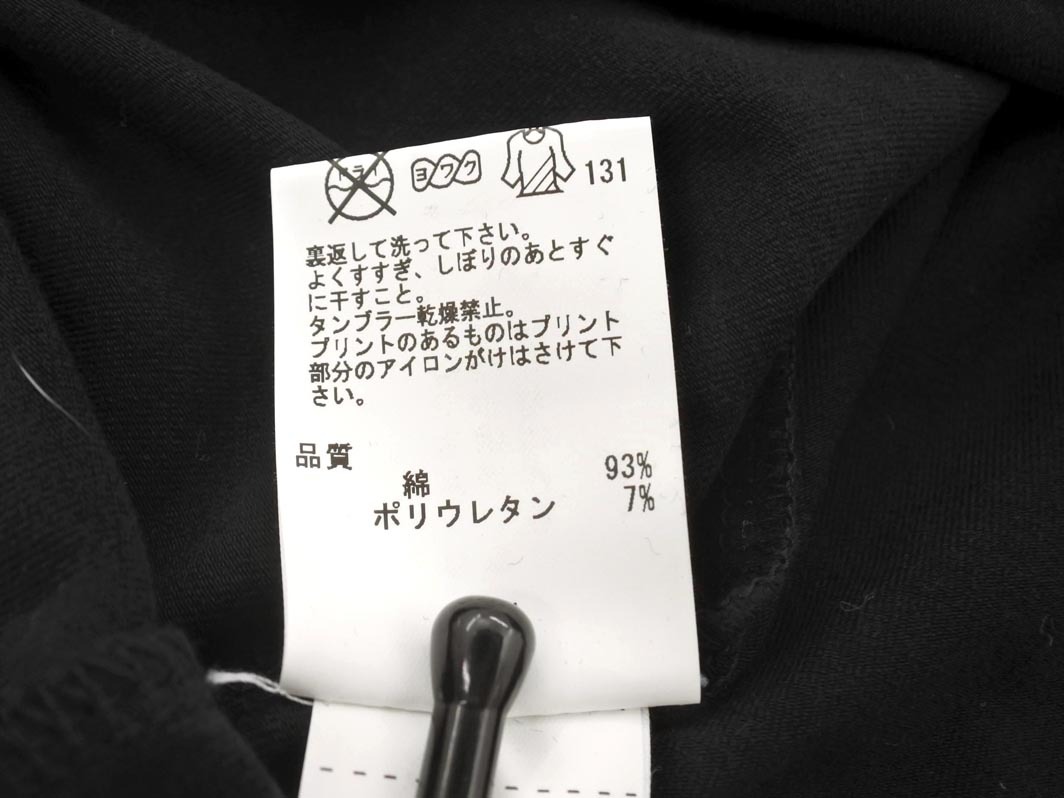 ドライ ヨワク 131
裏返して洗って下さい。
よくすすぎ、しぼりのあとすぐ
に干すこと。
タンブラー乾燥禁止。
プリントのあるものはプリント
部分のアイロンがけはさけて下
さい。
品質
綿 93%
ポリウレタン 7%